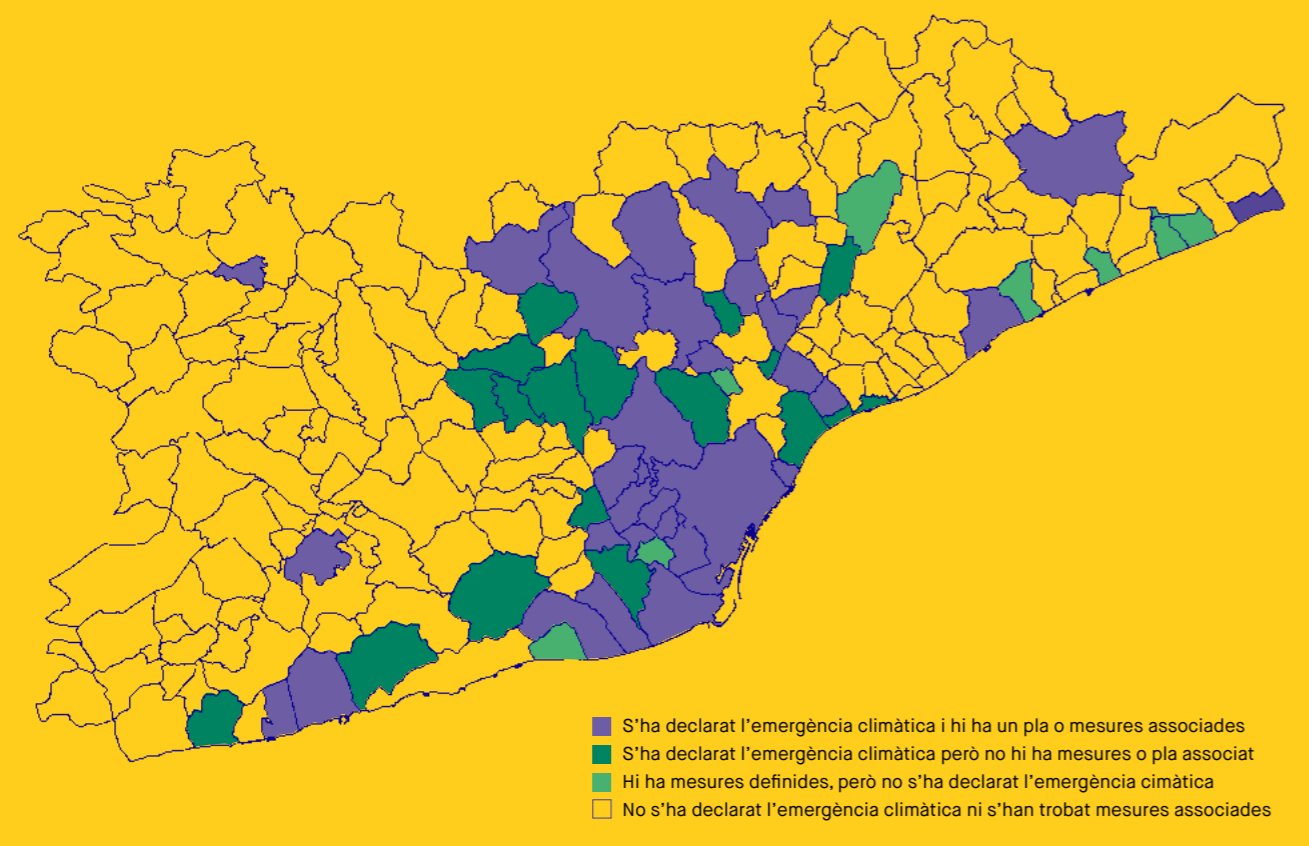 S’ha declarat l’emergència climàtica i hi ha un pla o mesures associades
S’ha declarat l’emergència climàtica però no hi ha mesures o pla associat
Hi ha mesures definides, però no s’ha declarat l’emergència cimàtica
No s’ha declarat l’emergència climàtica ni s’han trobat mesures associades